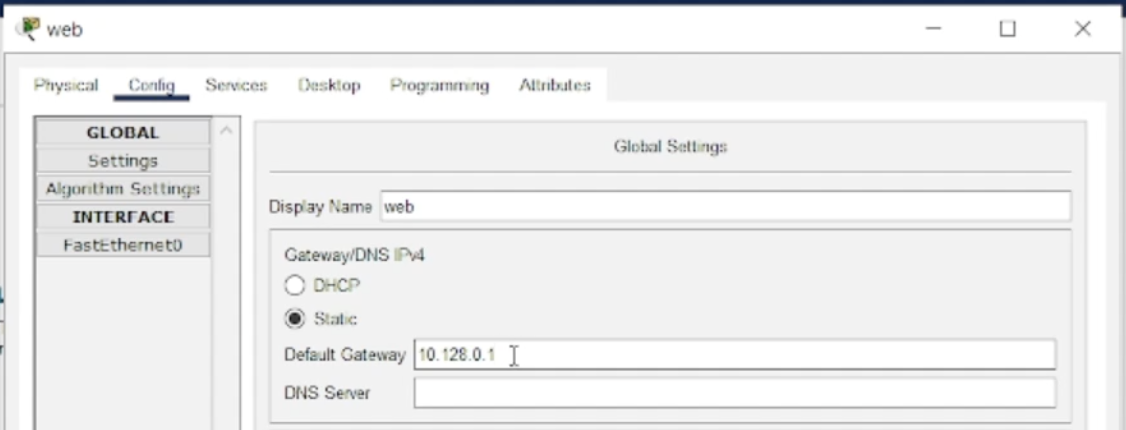 web
Physical Config Services Desktop Programming Attributes
GLOBAL
Settings
Algorithm Settings
INTERFACE
FastEthernet0
Global Settings
Display Name web
Gateway/DNS IPv4
DHCP
Static
Default Gateway 10.128.0.1
DNS Server